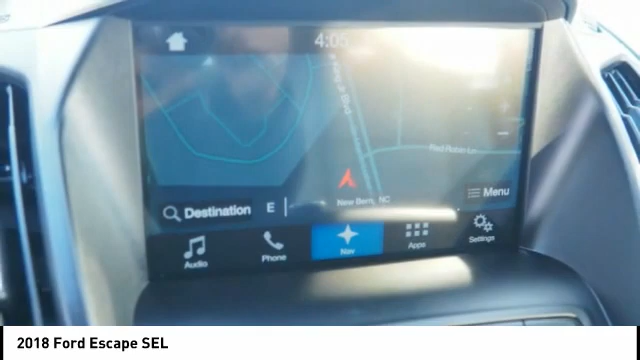 4:05
Red Robin Ln
New Bern, NC
Menu
Destination
E
Audio
Phone
Nav
Apps
Settings
2018 Ford Escape SEL